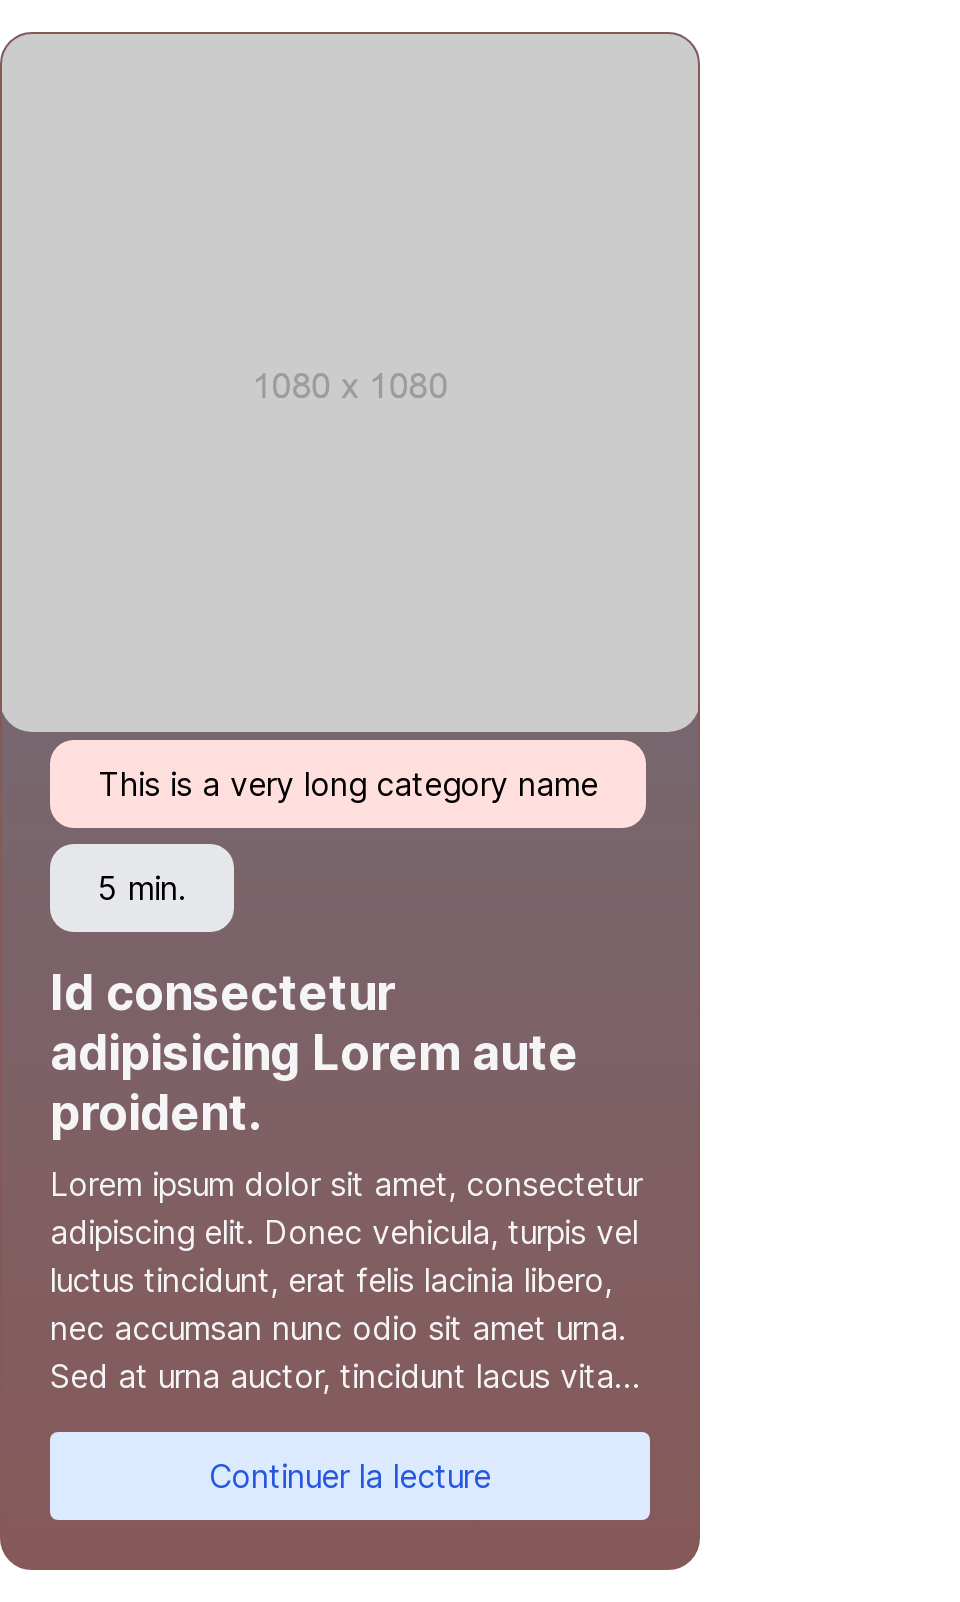 1080 x 1080
This is a very long category name
5 min.
Id consectetur
adipisicing Lorem aute
proident.
Lorem ipsum dolor sit amet, consectetur
adipiscing elit. Donec vehicula, turpis vel
luctus tincidunt, erat felis lacinia libero,
nec accumsan nunc odio sit amet urna.
Sed at urna auctor, tincidunt lacus vita…
Continuer la lecture